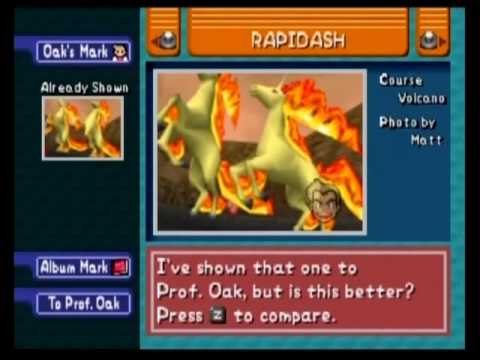 RAPIDASH
Oak's Mark
Already Shown
Course
Volcano
Photo by
Matt
Album Mark
To Prof. Oak
I've shown that one to
Prof. Oak, but is this better?
Press Z to compare.